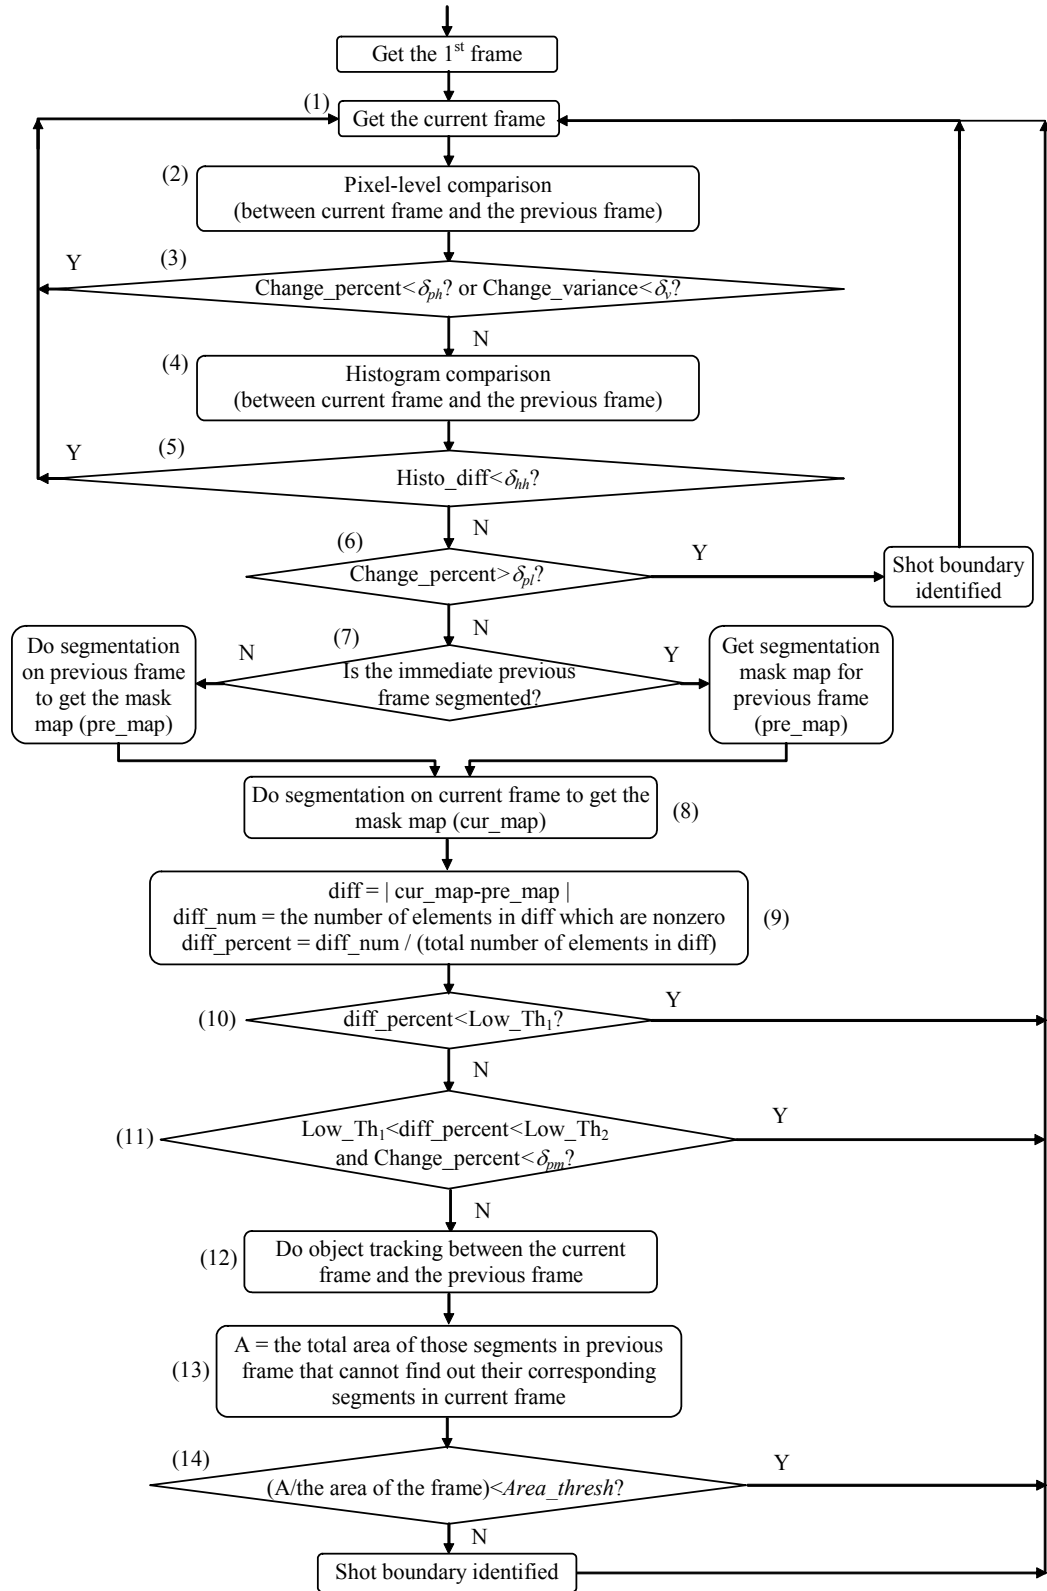 Get the 1st frame
(1)
Get the current frame
(2)
Pixel-level comparison
(between current frame and the previous frame)
(3)
Y
Change_percent<δph? or Change_variance<δv?
N
(4)
Histogram comparison
(between current frame and the previous frame)
(5)
Y
Histo_diff<δhh?
N
(6)
Change_percent>δpl?
Y
Shot boundary
identified
N
(7)
Is the immediate previous
frame segmented?
N
Y
Do segmentation
on previous frame
to get the mask
map (pre_map)
Get segmentation
mask map for
previous frame
(pre_map)
Do segmentation on current frame to get the
mask map (cur_map)
(8)
diff = | cur_map-pre_map |
diff_num = the number of elements in diff which are nonzero
diff_percent = diff_num / (total number of elements in diff)
(9)
(10)
diff_percent<Low_Th1?
Y
N
(11)
Low_Th1<diff_percent<Low_Th2
and Change_percent<δpm?
Y
N
(12)
Do object tracking between the current
frame and the previous frame
(13)
A = the total area of those segments in previous
frame that cannot find out their corresponding
segments in current frame
(14)
(A/the area of the frame)<Area_thresh?
Y
N
Shot boundary identified